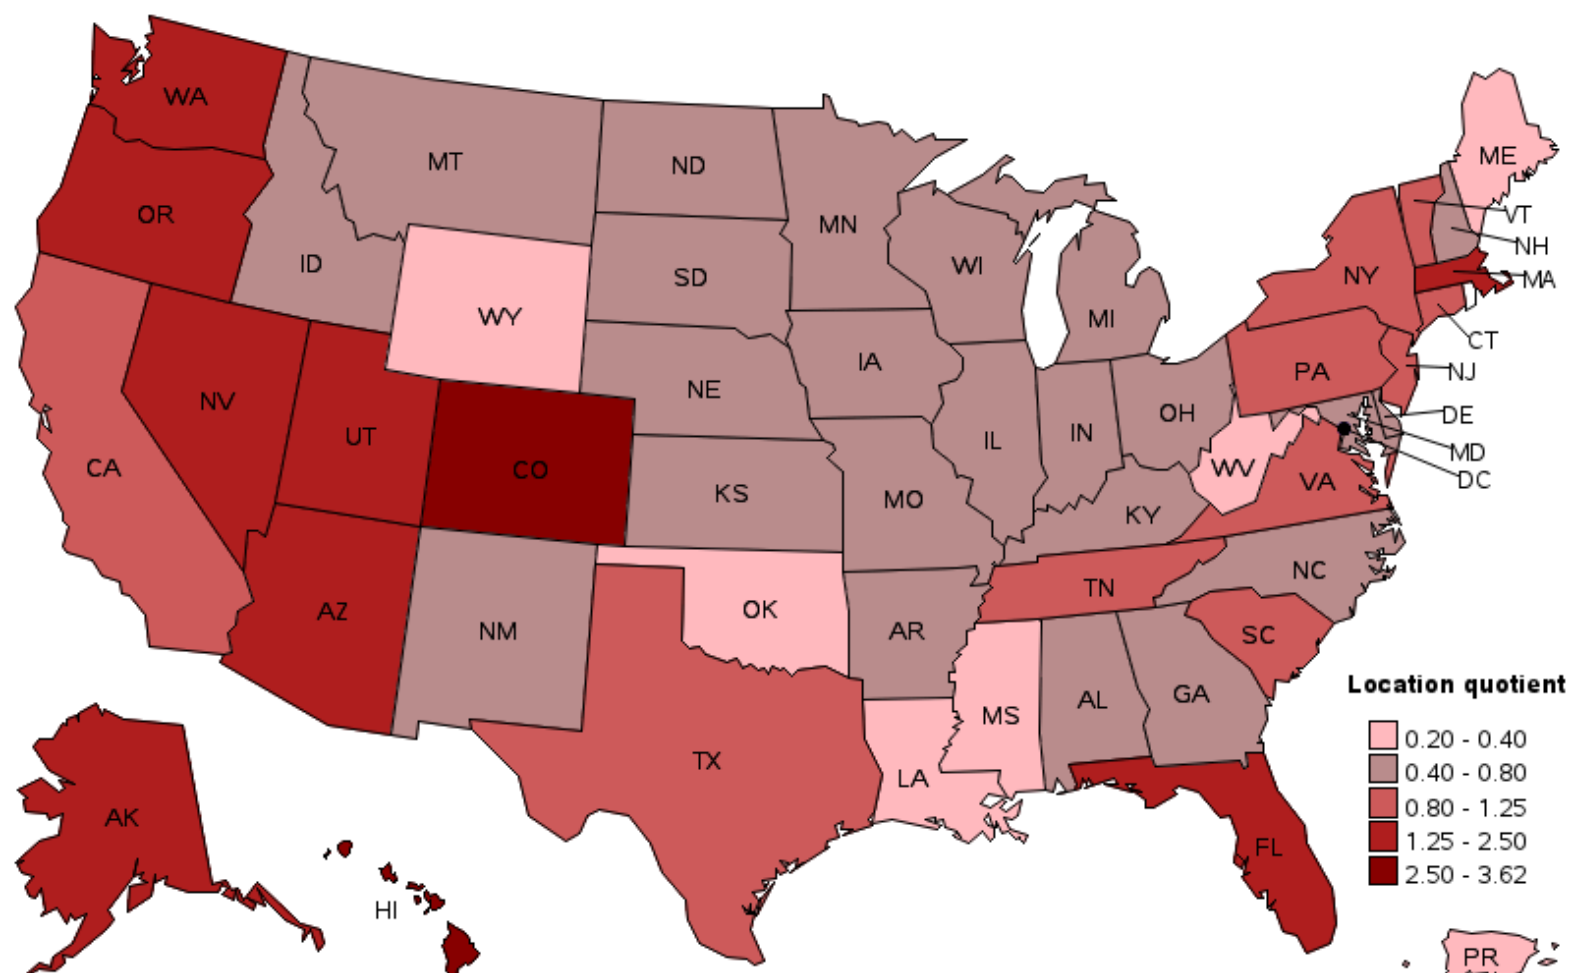 WA
MT
ND
ME
OR
ID
MN
VT
SD
WI
NH
NY
MA
WY
MI
CT
IA
PA
NJ
NE
NV
OH
DE
UT
IN
IL
MD
CA
CO
WV
DC
KS
VA
MO
KY
NC
TN
AZ
OK
NM
AR
SC
Location quotient
AL
GA
MS
0.20 - 0.40
TX
LA
0.40 - 0.80
0.80 - 1.25
AK
1.25 - 2.50
FL
2.50 - 3.62
HI
PR